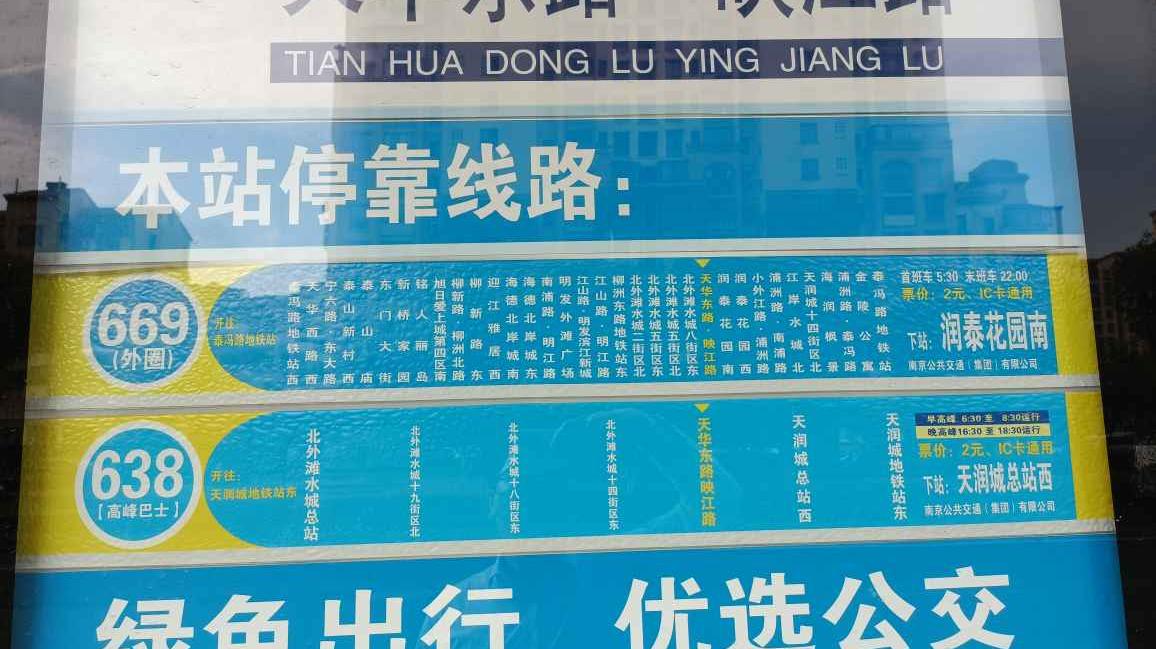 天华东路·映江路
TIAN HUA DONG LU YING JIANG LU
本站停靠线路：
669
（外圈）
开往：
泰冯路地铁站
泰冯路地铁站西
天华西路西
宁六路·东大路
泰山新村西
泰山庙
东门大街
新桥家园
铭人丽岛
旭日爱上城第四区南
柳新路·柳洲北路
柳新路东
迎江雅居西
海德北岸城南
海德北岸城东
南浦路·明江路
明发外滩广场
江山路·明发滨江新城
江山路·明江路
柳洲东路地铁站东
北外滩水城二街区北
北外滩水城五街区东
北外滩水城五街区北
北外滩水城八街区东
天华东路·映江路
润泰花园南
润泰花园西
小外江路·浦洲路
浦洲路·南浦路
江岸水城北
天润城十四街区北
海润枫景
浦洲路·泰冯路
金陵公寓
泰冯路地铁站
首班车 5:30 末班车 22:00
票价：2元、IC卡通用
下站：润泰花园南
南京公共交通（集团）有限公司
638
【高峰巴士】
开往：
天润城地铁站东
北外滩水城总站
北外滩水城十九街区北
北外滩水城十八街区东
北外滩水城十四街区东
天华东路映江路
天润城总站西
天润城地铁站东
早高峰 6:30 至 8:30运行
晚高峰16:30 至 18:30运行
票价：2元、IC卡通用
下站：天润城总站西
南京公共交通（集团）有限公司
绿色出行 优选公交